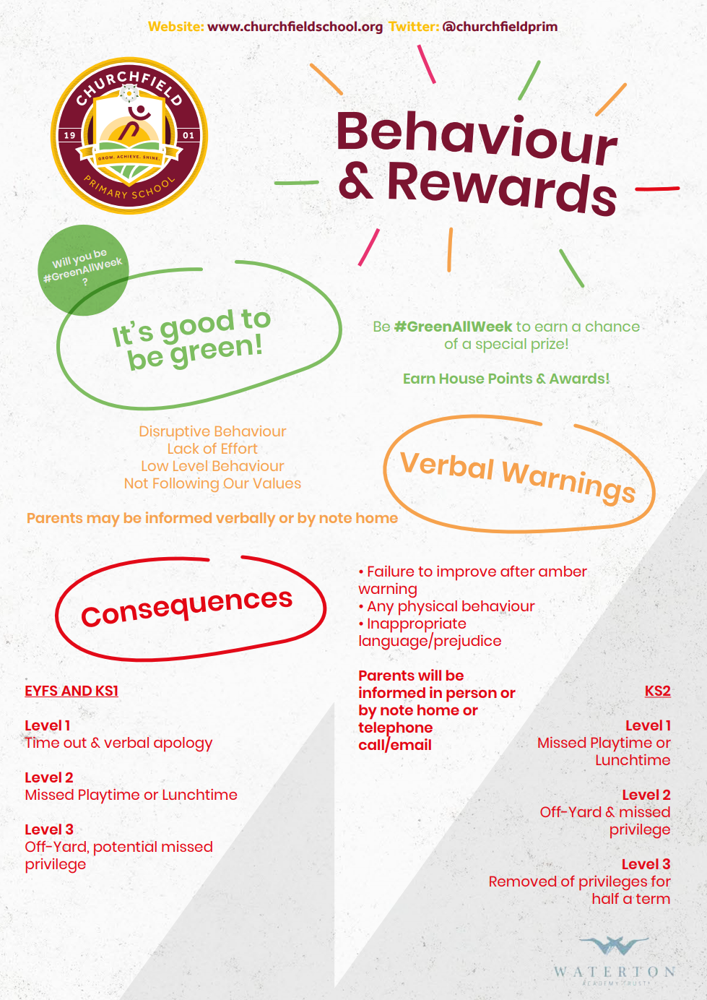 Website: www.churchfieldschool.org Twitter: @churchfieldprim
CHURCHFIELD
19 01
GROW. ACHIEVE. SHINE.
PRIMARY SCHOOL
Behaviour
& Rewards
Will you be
#GreenAllWeek
?
It's good to
be green!
Be #GreenAllWeek to earn a chance
of a special prize!
Earn House Points & Awards!
Disruptive Behaviour
Lack of Effort
Low Level Behaviour
Not Following Our Values
Parents may be informed verbally or by note home
Verbal Warnings
Consequences
• Failure to improve after amber
warning
• Any physical behaviour
• Inappropriate
language/prejudice
Parents will be
informed in person or
by note home or
telephone
call/email
EYFS AND KS1
Level 1
Time out & verbal apology
Level 2
Missed Playtime or Lunchtime
Level 3
Off-Yard, potential missed
privilege
KS2
Level 1
Missed Playtime or
Lunchtime
Level 2
Off-Yard & missed
privilege
Level 3
Removed of privileges for
half a term
WATERTON
ACADEMY TRUST